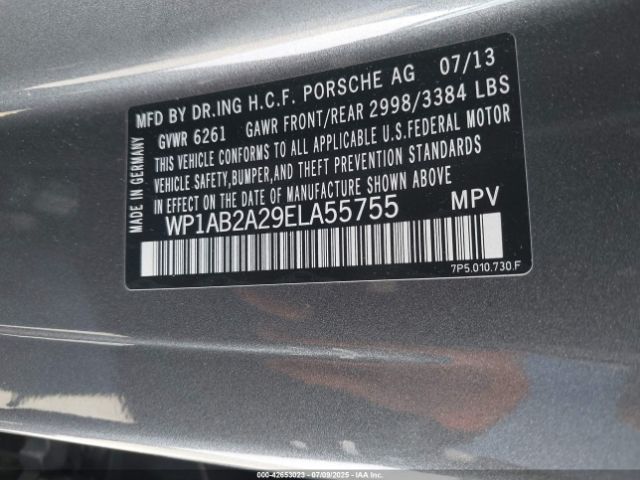 MFD BY DR.ING H.C.F. PORSCHE AG 07/13
GVWR 6261 GAWR FRONT/REAR 2998/3384 LBS
THIS VEHICLE CONFORMS TO ALL APPLICABLE U.S.FEDERAL MOTOR
VEHICLE SAFETY,BUMPER,AND THEFT PREVENTION STANDARDS
IN EFFECT ON THE DATE OF MANUFACTURE SHOWN ABOVE
WP1AB2A29ELA55755 MPV
7P5.010.730.F
MADE IN GERMANY
000-42653023 | 07/09/2025 | IAAI.COM